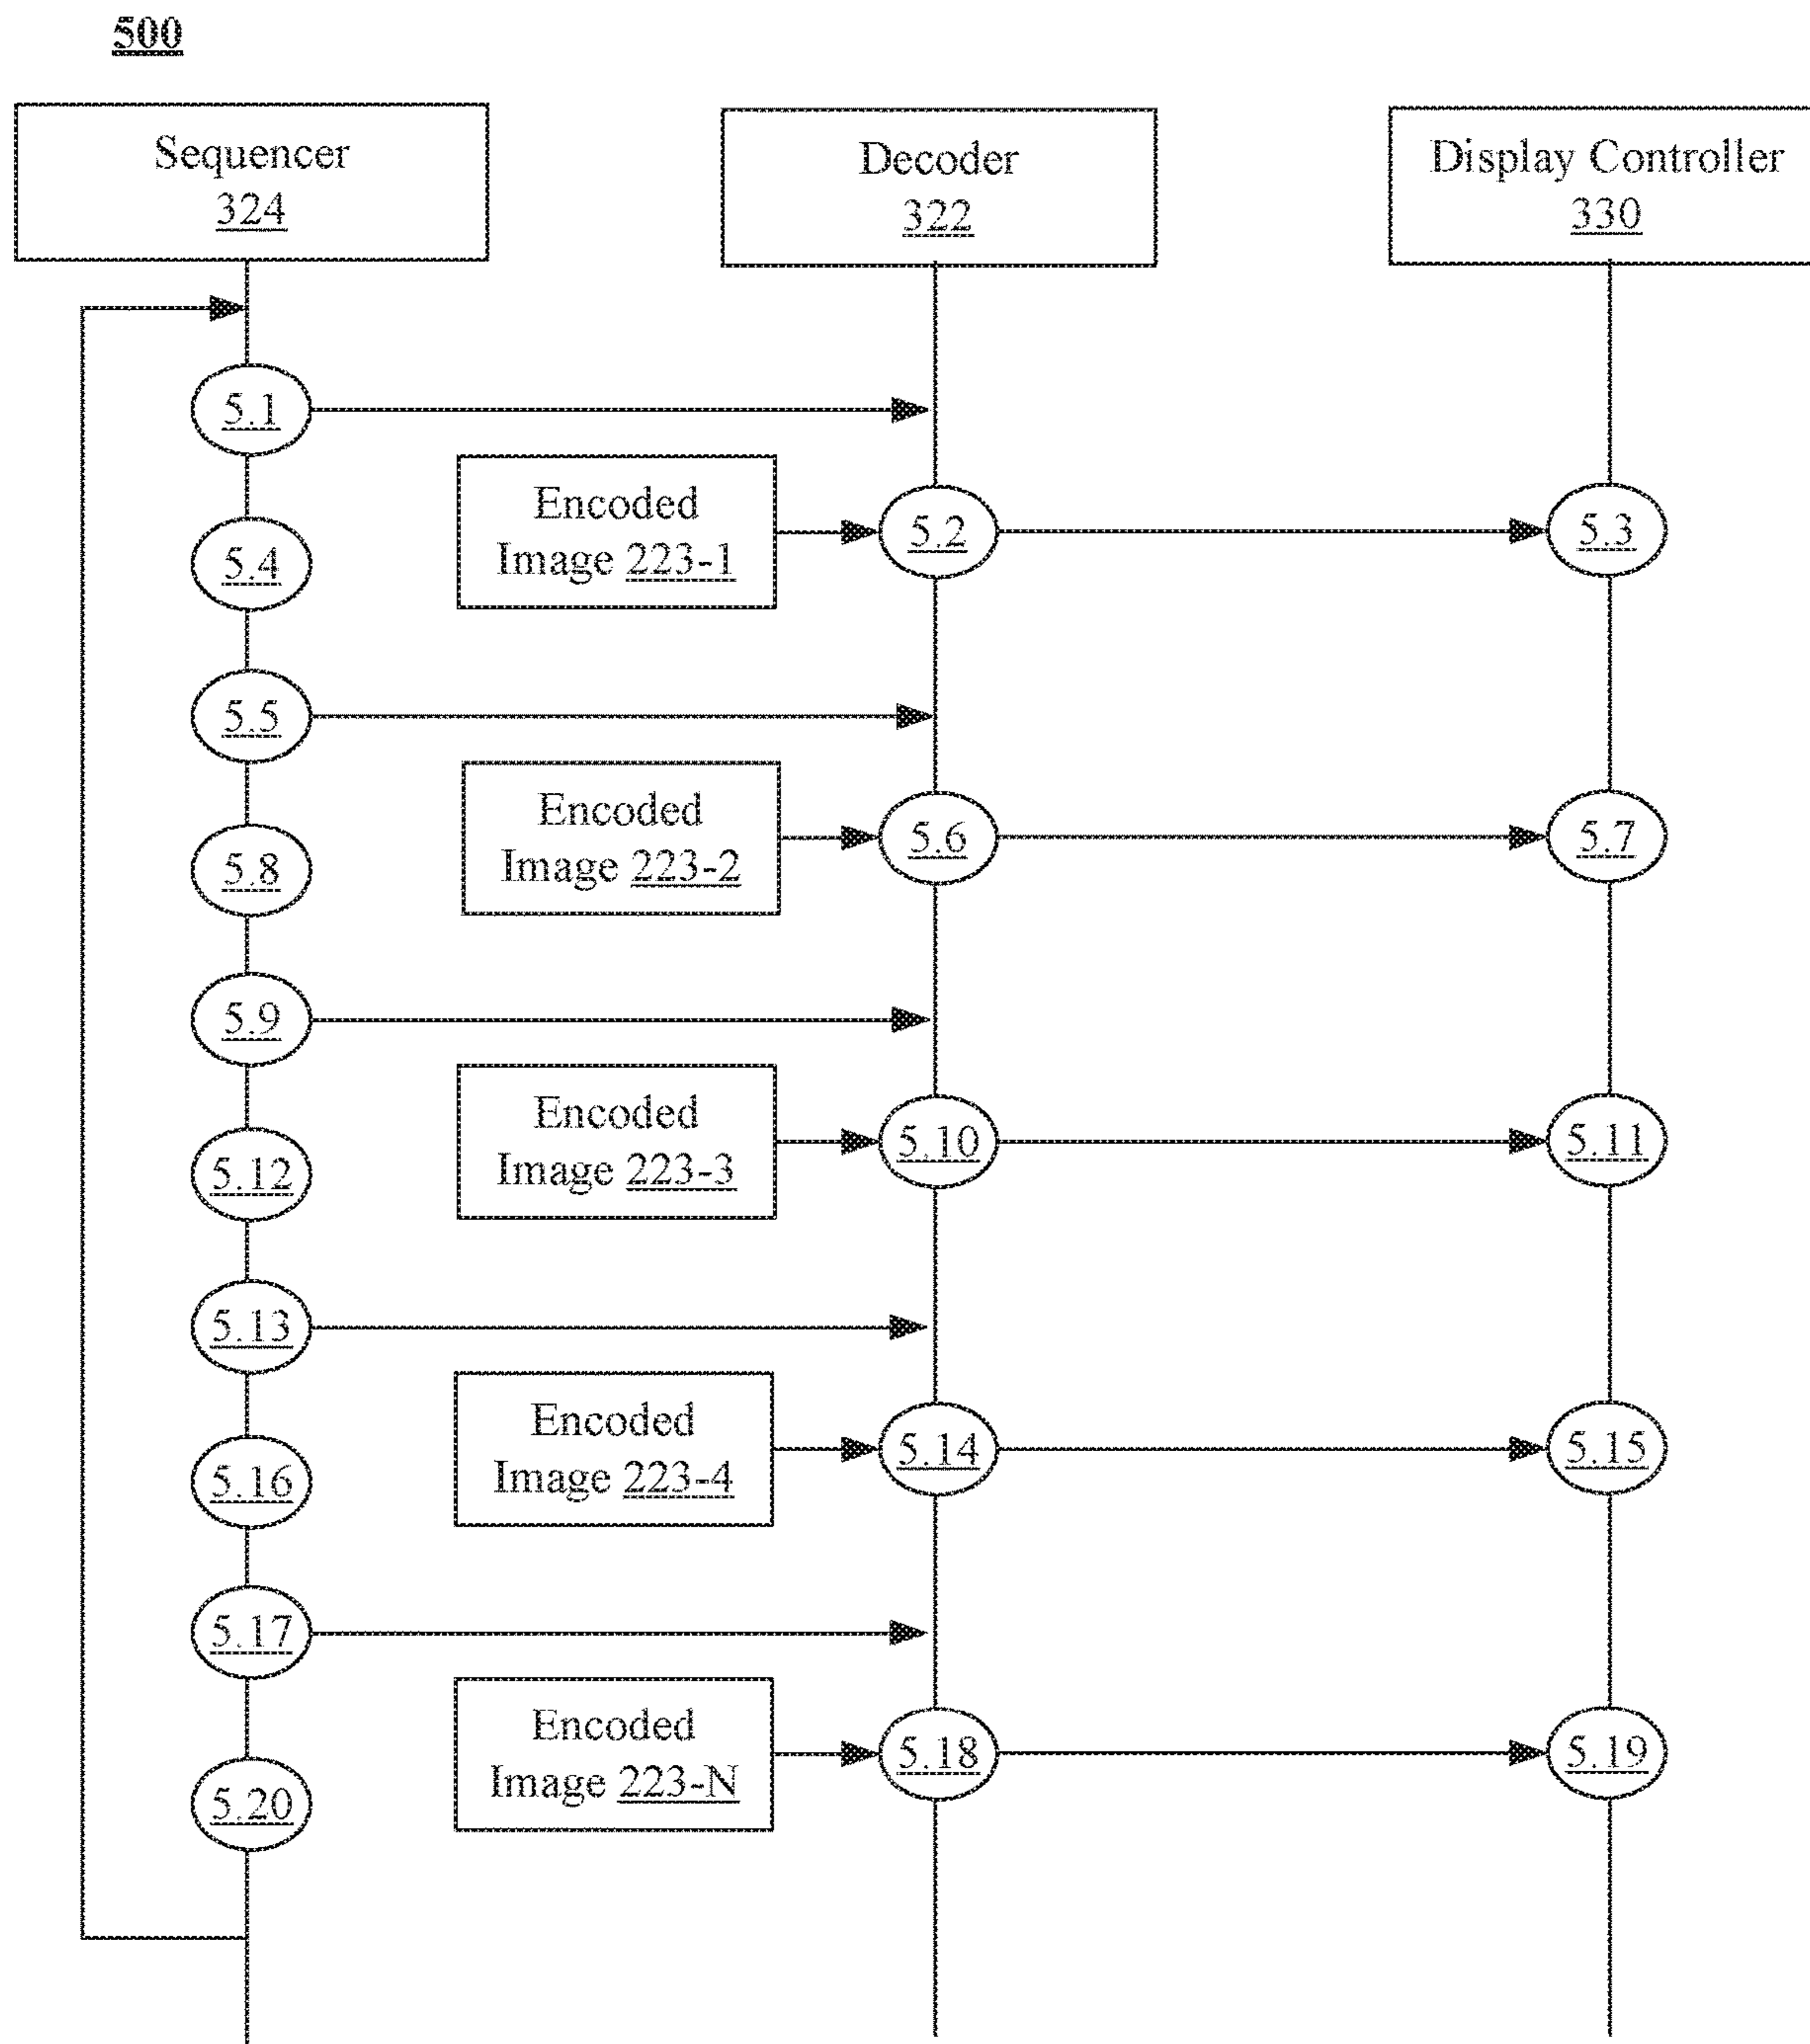 500
Sequencer
324
Decoder
322
Display Controller
330
5.1
Encoded
Image 223-1
5.2
5.3
5.4
5.5
Encoded
Image 223-2
5.6
5.7
5.8
5.9
Encoded
Image 223-3
5.10
5.11
5.12
5.13
Encoded
Image 223-4
5.14
5.15
5.16
5.17
Encoded
Image 223-N
5.18
5.19
5.20